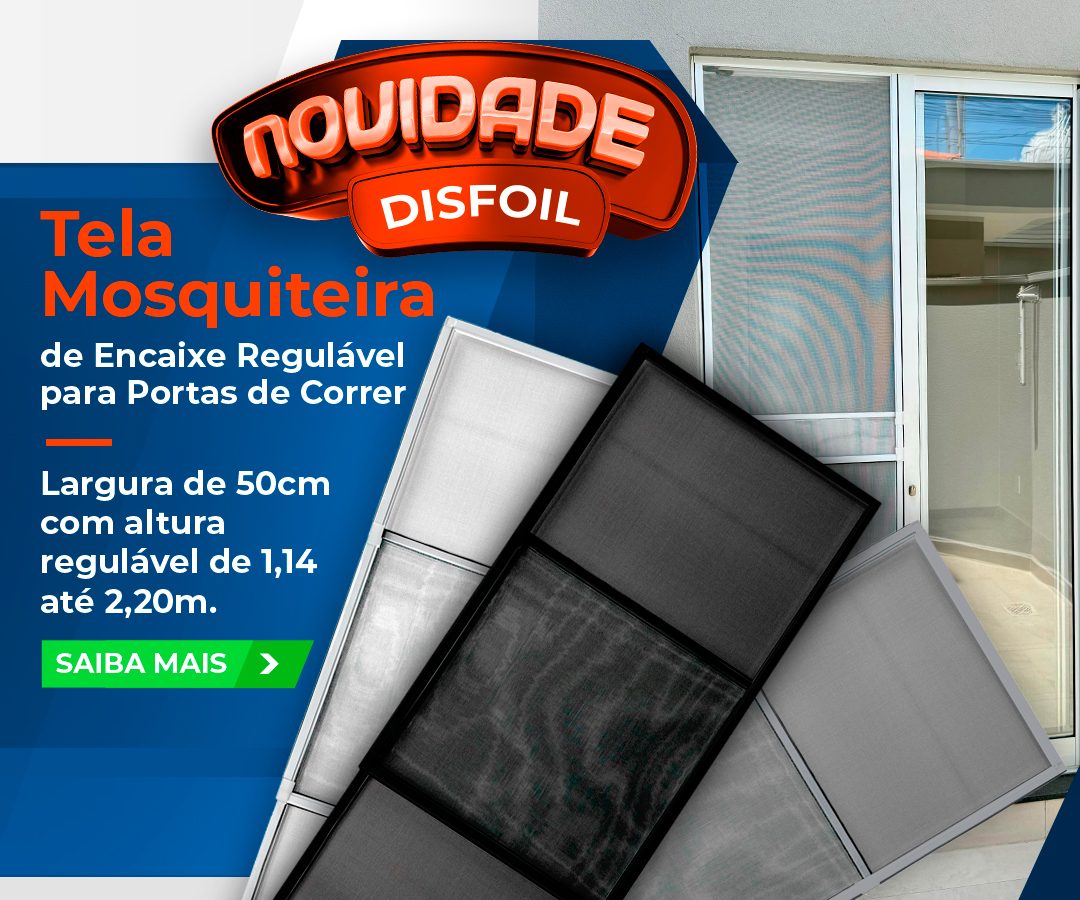 NOVIDADE
DISFOIL
Tela
Mosquiteira
de Encaixe Regulável
para Portas de Correr
Largura de 50cm
com altura
regulável de 1,14
até 2,20m.
SAIBA MAIS